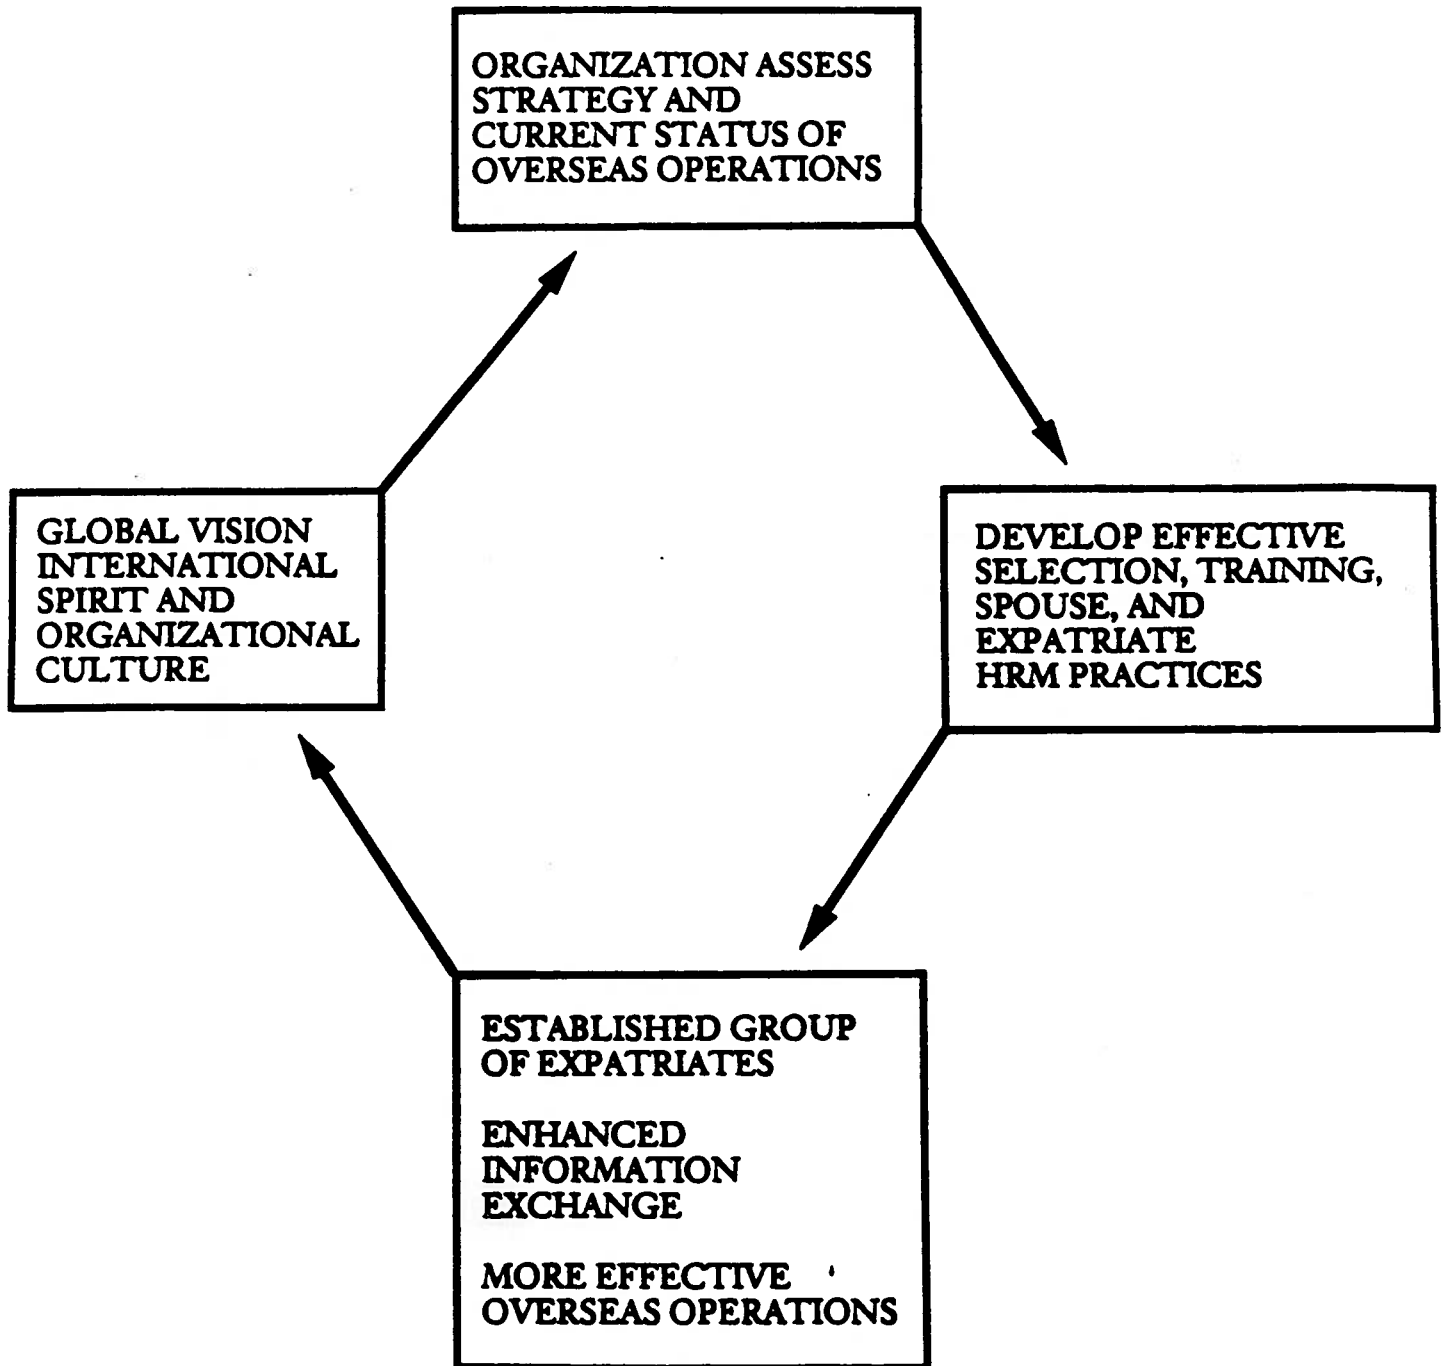 ORGANIZATION ASSESS
STRATEGY AND
CURRENT STATUS OF
OVERSEAS OPERATIONS
GLOBAL VISION
INTERNATIONAL
SPIRIT AND
ORGANIZATIONAL
CULTURE
DEVELOP EFFECTIVE
SELECTION, TRAINING,
SPOUSE, AND
EXPATRIATE
HRM PRACTICES
ESTABLISHED GROUP
OF EXPATRIATES
ENHANCED
INFORMATION
EXCHANGE
MORE EFFECTIVE
OVERSEAS OPERATIONS